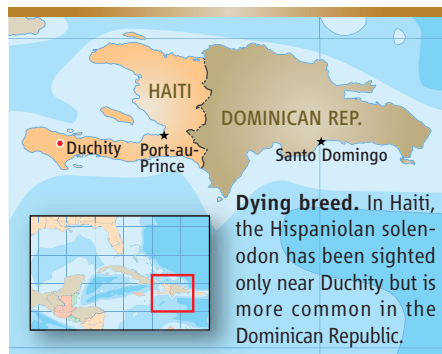 HAITI
DOMINICAN REP.
Duchity
Port-au-
Prince
Santo Domingo
Dying breed. In Haiti,
the Hispaniolan solen-
odon has been sighted
only near Duchity but is
more common in the
Dominican Republic.